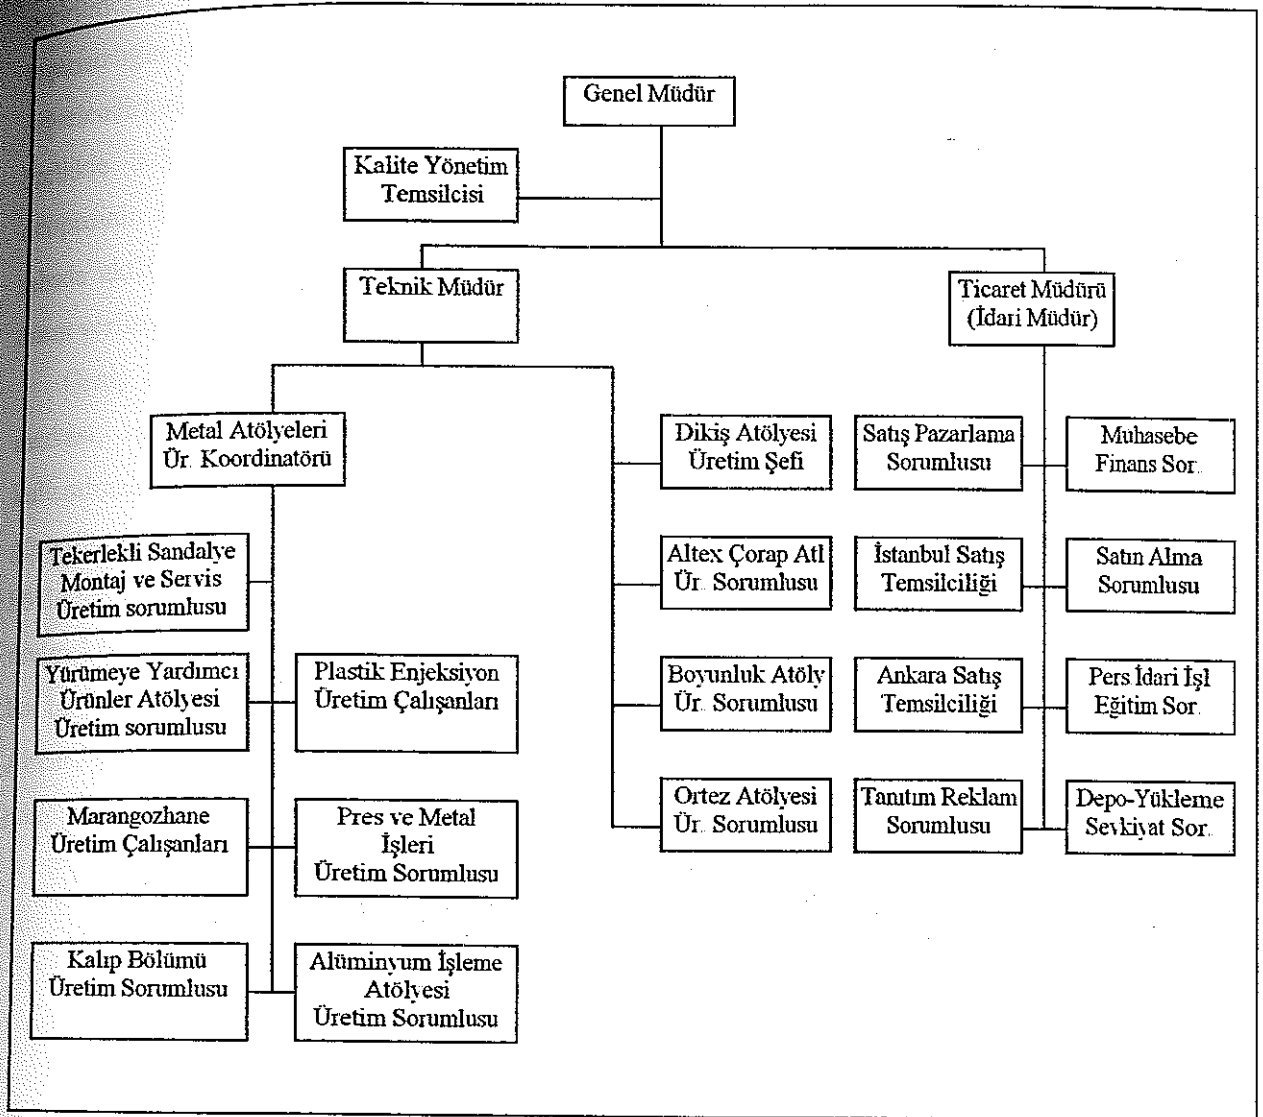 Genel Müdür
Kalite Yönetim
Temsilcisi
Teknik Müdür
Ticaret Müdürü
(İdari Müdür)
Metal Atölyeleri
Ür. Koordinatörü
Tekerlekli Sandalye
Montaj ve Servis
Üretim sorumlusu
Yürümeye Yardımcı
Ürünler Atölyesi
Üretim sorumlusu
Plastik Enjeksiyon
Üretim Çalışanları
Marangozhane
Üretim Çalışanları
Pres ve Metal
İşleri
Üretim Sorumlusu
Kalıp Bölümü
Üretim Sorumlusu
Alüminyum İşleme
Atölyesi
Üretim Sorumlusu
Dikiş Atölyesi
Üretim Şefi
Altex Çorap Atl
Ür. Sorumlusu
Boyunluk Atöly
Ür. Sorumlusu
Ortez Atölyesi
Ür. Sorumlusu
Satış Pazarlama
Sorumlusu
Muhasebe
Finans Sor.
İstanbul Satış
Temsilciliği
Satın Alma
Sorumlusu
Ankara Satış
Temsilciliği
Pers.İdari İşl
Eğitim Sor.
Tanıtım Reklam
Sorumlusu
Depo-Yükleme
Sevkiyat Sor.